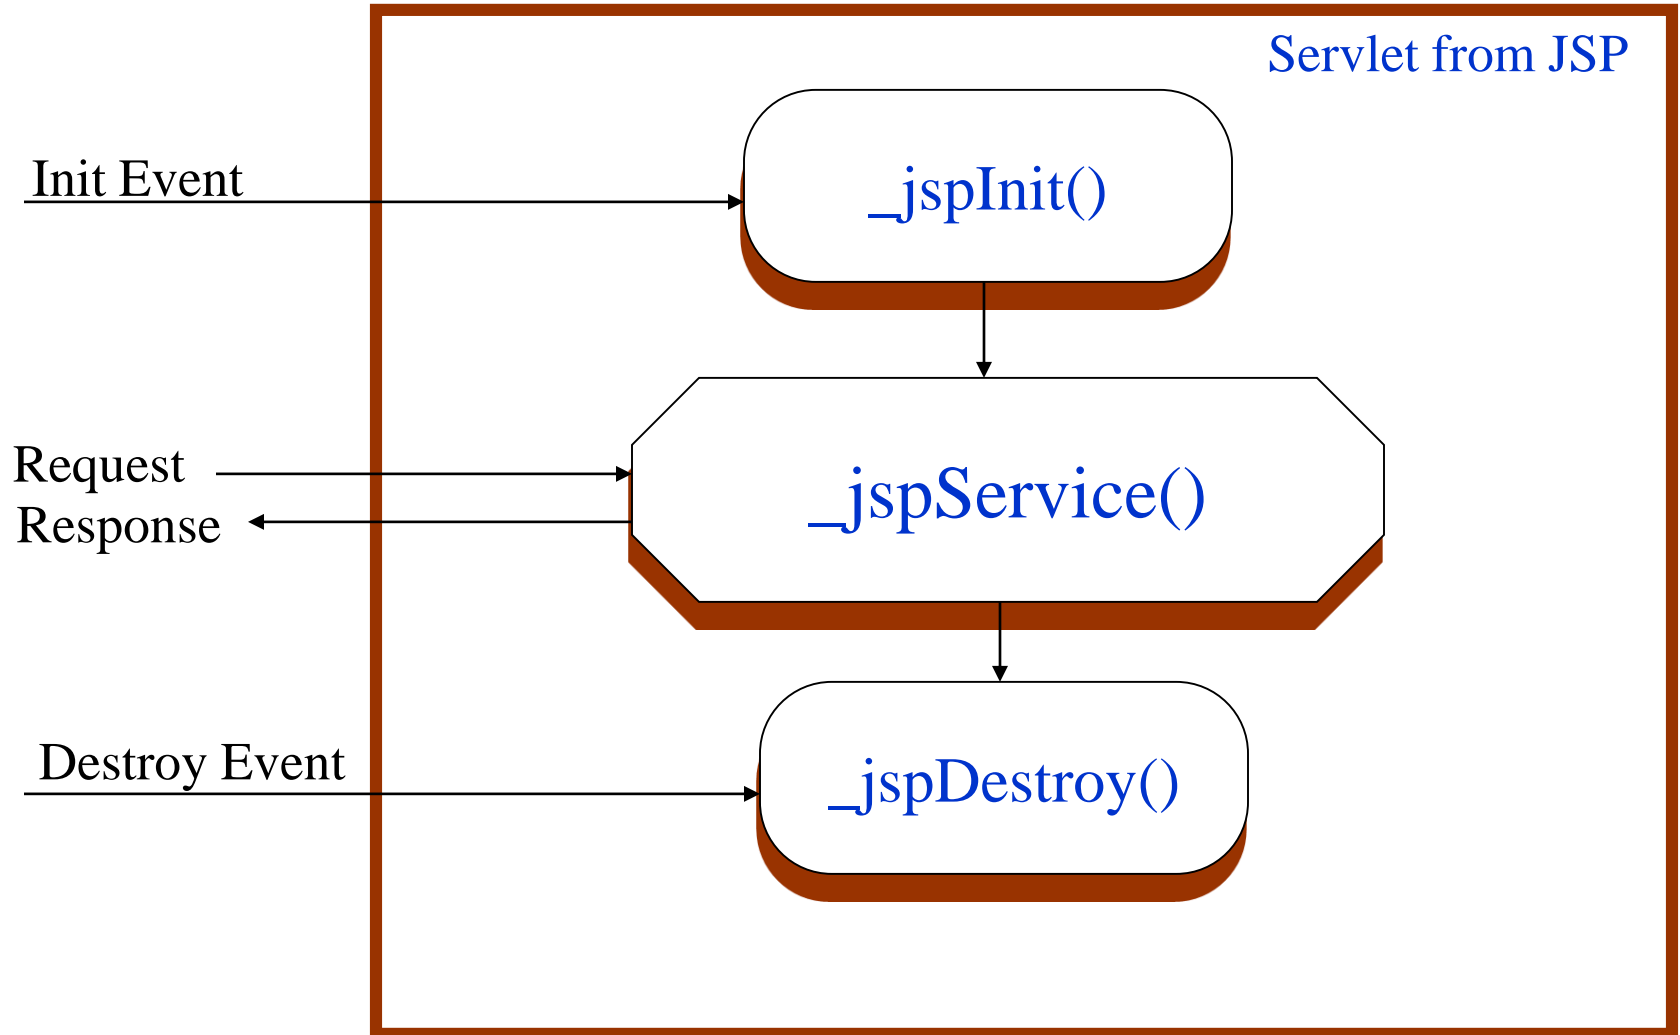 Servlet from JSP
Init Event
_jspInit()
Request
Response
_jspService()
Destroy Event
_jspDestroy()